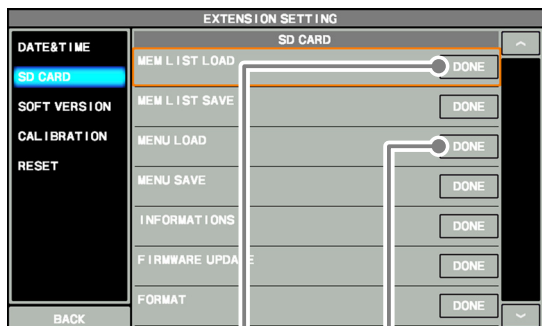 EXTENSION SETTING
DATE&TIME
SD CARD
SOFT VERSION
CALIBRATION
RESET
BACK
SD CARD
MEM LIST LOAD DONE
MEM LIST SAVE DONE
MENU LOAD DONE
MENU SAVE DONE
INFORMATIONS DONE
FIRMWARE UPDATE DONE
FORMAT DONE